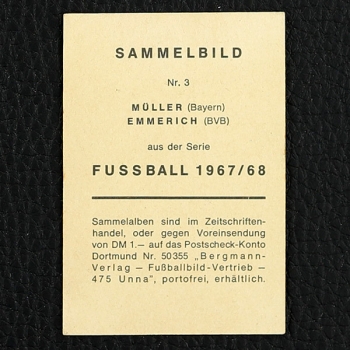 SAMMELBILD
Nr. 3
MÜLLER (Bayern)
EMMERICH (BVB)
aus der Serie
FUSSBALL 1967/68
Sammelalben sind im Zeitschriften-
handel, oder gegen Voreinsendung
von DM 1.— auf das Postscheck-Konto
Dortmund Nr. 50355 „Bergmann-
Verlag — Fußballbild-Vertrieb —
475 Unna", portofrei, erhältlich.